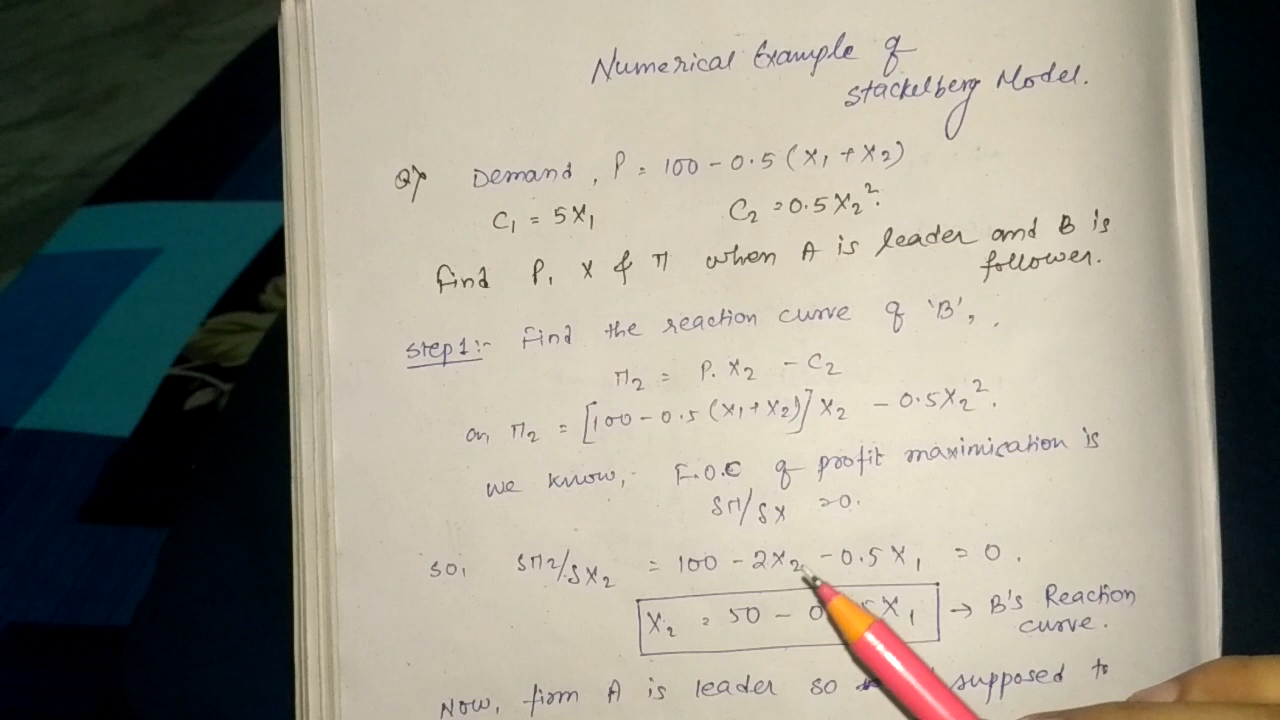 Numerical Example of
Stackelberg Model.
Q) Demand, P = 100 - 0.5 (X₁ + X₂)
C₁ = 5X₁ C₂ = 0.5X₂².
Find P, X & π when A is leader and B is
follower.
Step 1:- Find the reaction curve of 'B',
π₂ = P. X₂ - C₂
or, π₂ = [100 - 0.5 (X₁ + X₂)] X₂ - 0.5X₂².
We know,- F.O.C of profit maximication is
δπ/δX = 0.
So, δπ₂/δX₂ = 100 - 2X₂ - 0.5X₁ = 0.
X₂ = 50 - 0. 5X₁ → B's Reaction
curve.
Now, firm A is leader so supposed to